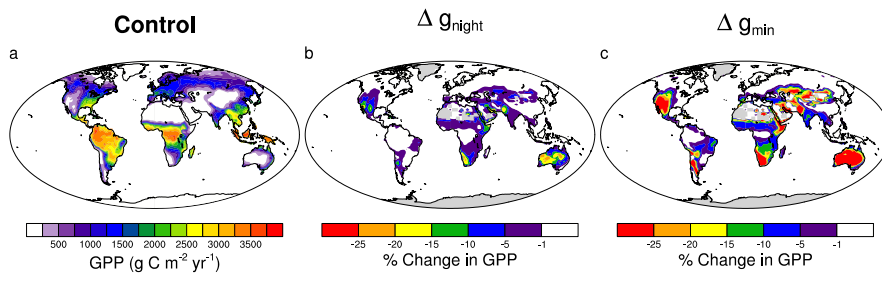 Control
Δ gnight
Δ gmin
a
b
c
500 1000 1500 2000 2500 3000 3500
GPP (g C m-2 yr-1)
-25 -20 -15 -10 -5 -1
% Change in GPP
-25 -20 -15 -10 -5 -1
% Change in GPP